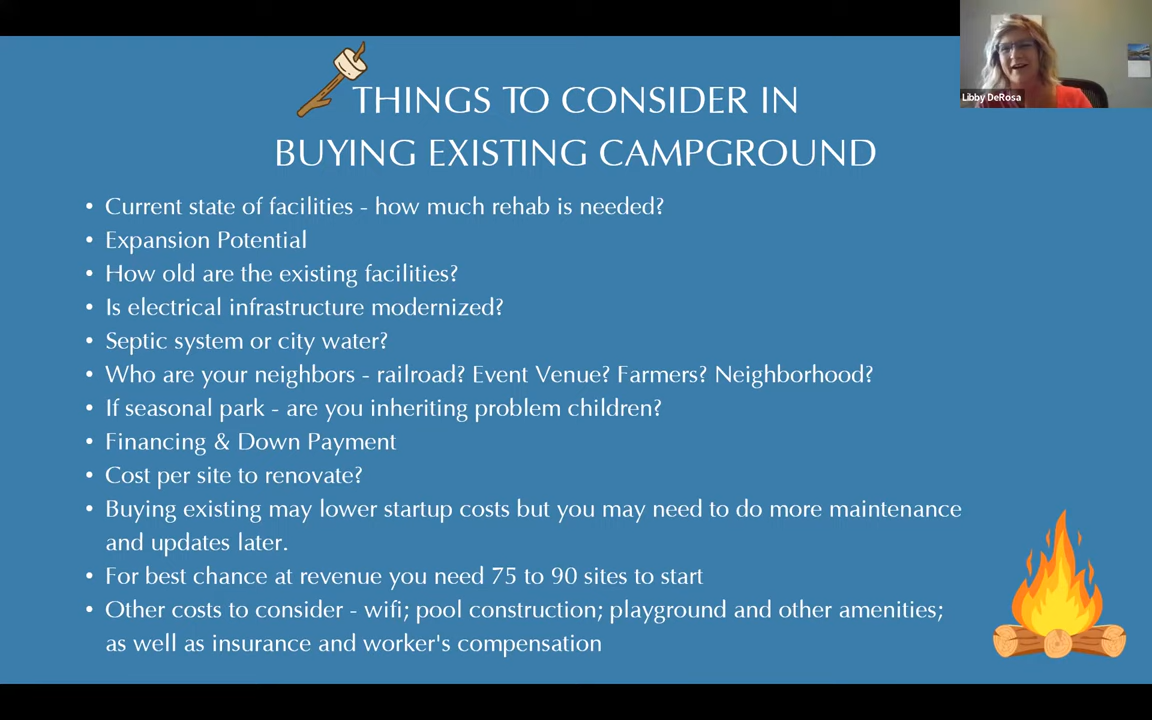 THINGS TO CONSIDER IN
BUYING EXISTING CAMPGROUND
• Current state of facilities - how much rehab is needed?
• Expansion Potential
• How old are the existing facilities?
• Is electrical infrastructure modernized?
• Septic system or city water?
• Who are your neighbors - railroad? Event Venue? Farmers? Neighborhood?
• If seasonal park - are you inheriting problem children?
• Financing & Down Payment
• Cost per site to renovate?
• Buying existing may lower startup costs but you may need to do more maintenance
and updates later.
• For best chance at revenue you need 75 to 90 sites to start
• Other costs to consider - wifi; pool construction; playground and other amenities;
as well as insurance and worker's compensation
Libby DeRosa